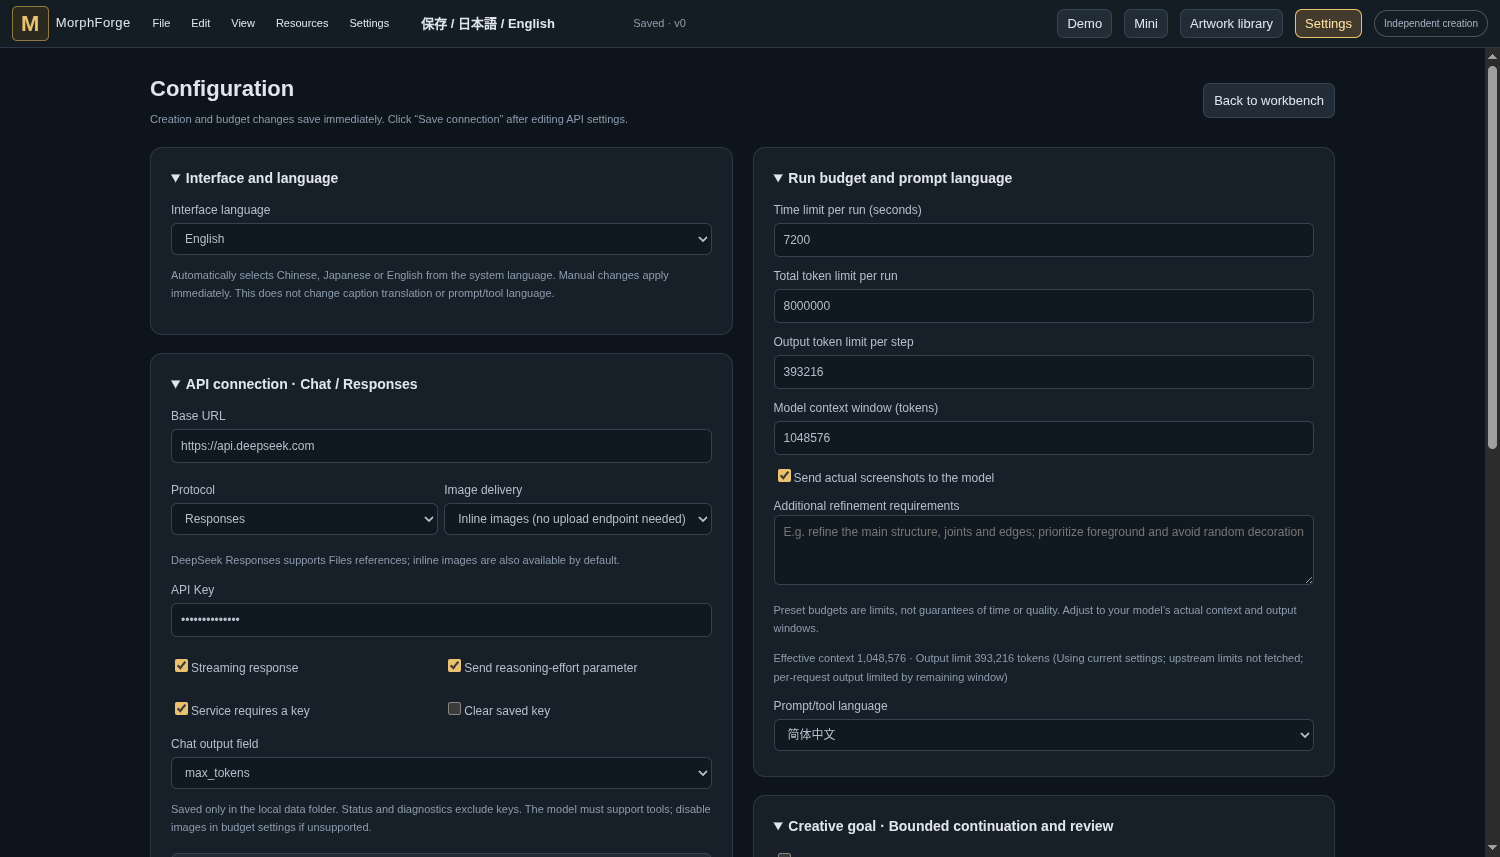 M MorphForge File Edit View Resources Settings 保存 / 日本語 / English Saved · v0 Demo Mini Artwork library Settings Independent creation
Configuration
Back to workbench
Creation and budget changes save immediately. Click “Save connection” after editing API settings.
▼ Interface and language
Interface language
English
Automatically selects Chinese, Japanese or English from the system language. Manual changes apply
immediately. This does not change caption translation or prompt/tool language.
▼ API connection · Chat / Responses
Base URL
https://api.deepseek.com
Protocol Image delivery
Responses Inline images (no upload endpoint needed)
DeepSeek Responses supports Files references; inline images are also available by default.
API Key
••••••••••••••
Streaming response Send reasoning-effort parameter
Service requires a key Clear saved key
Chat output field
max_tokens
Saved only in the local data folder. Status and diagnostics exclude keys. The model must support tools; disable
images in budget settings if unsupported.
▼ Run budget and prompt language
Time limit per run (seconds)
7200
Total token limit per run
8000000
Output token limit per step
393216
Model context window (tokens)
1048576
Send actual screenshots to the model
Additional refinement requirements
E.g. refine the main structure, joints and edges; prioritize foreground and avoid random decoration
Preset budgets are limits, not guarantees of time or quality. Adjust to your model’s actual context and output
windows.
Effective context 1,048,576 · Output limit 393,216 tokens (Using current settings; upstream limits not fetched;
per-request output limited by remaining window)
Prompt/tool language
简体中文
▼ Creative goal · Bounded continuation and review